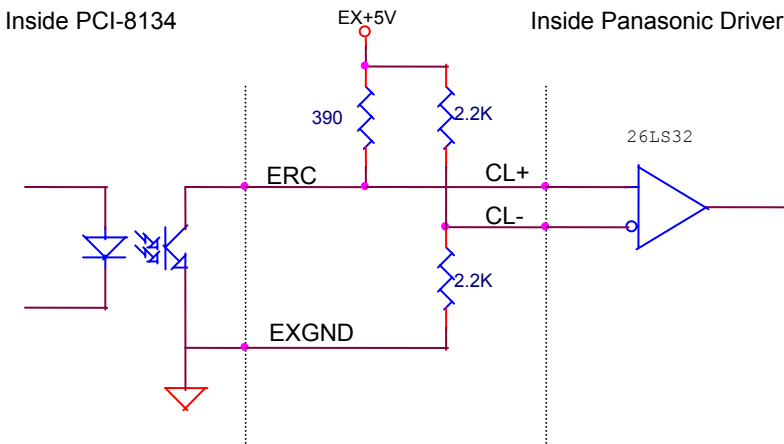 Inside PCI-8134
EX+5V
Inside Panasonic Driver
390
2.2K
26LS32
ERC
CL+
CL-
2.2K
EXGND